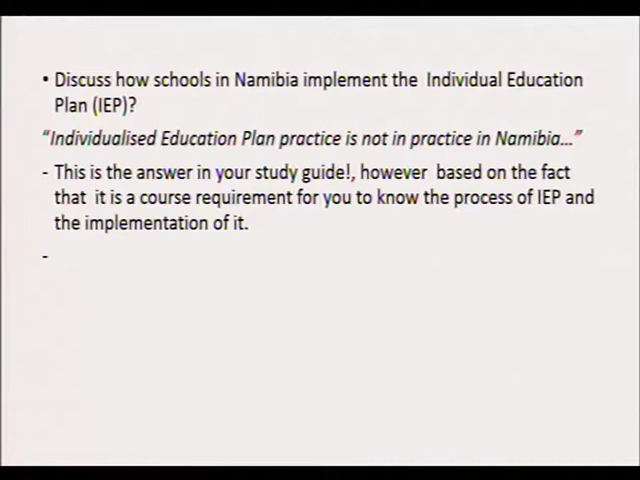 • Discuss how schools in Namibia implement the Individual Education
Plan (IEP)?
“Individualised Education Plan practice is not in practice in Namibia...”
- This is the answer in your study guide!, however based on the fact
that it is a course requirement for you to know the process of IEP and
the implementation of it.
-